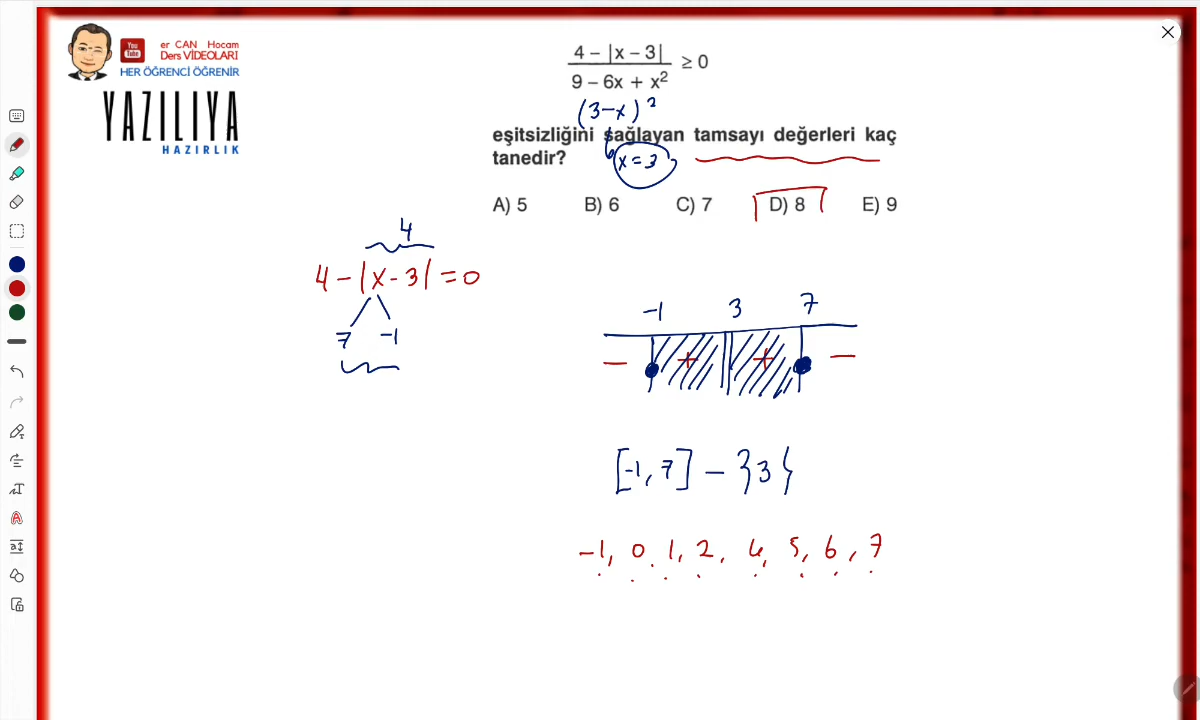 er CAN Hocam
You Tube
Ders VİDEOLARI
HER ÖĞRENCİ ÖĞRENİR
YAZILIYA
HAZIRLIK
4 – |x – 3|
≥ 0
9 – 6x + x²
(3-x)²
eşitsizliğini sağlayan tamsayı değerleri kaç
tanedir?
x = 3
A) 5 B) 6 C) 7 D) 8 E) 9
4
4 - |x - 3| = 0
7 -1
-1 3 7
- + + -
[-1, 7] - {3}
-1, 0, 1, 2, 4, 5, 6, 7